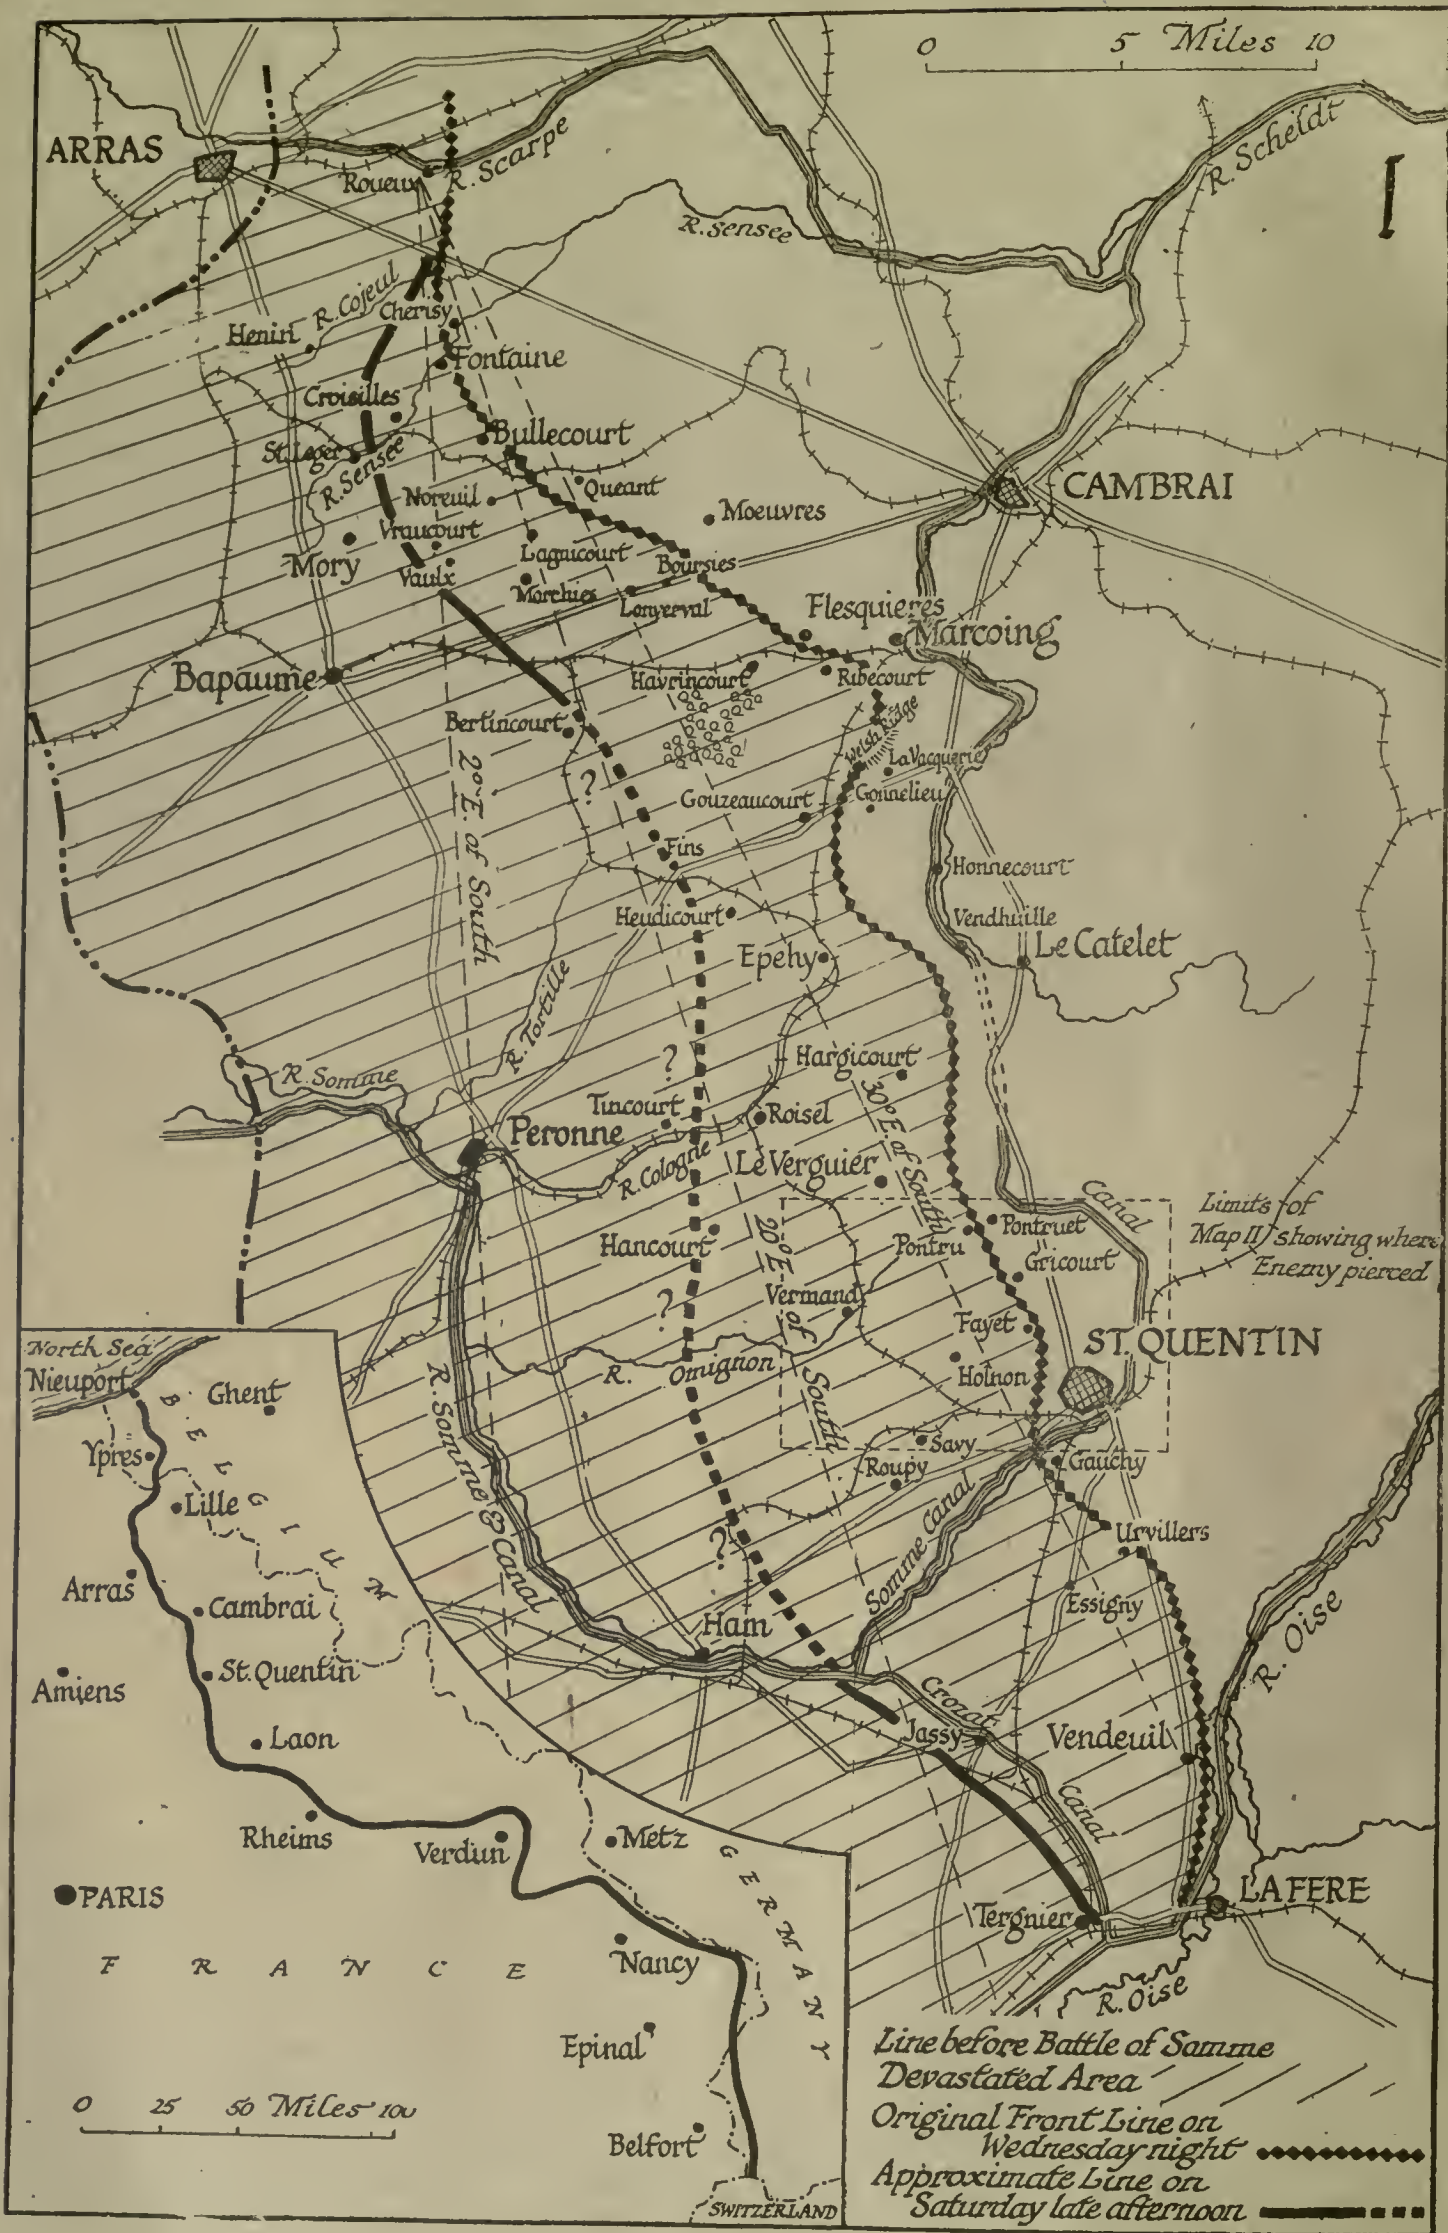 0 5 Miles 10
I
ARRAS
R. Scarpe
R. Scheldt
Roeux
R. Sensee
R. Cojeul
Cherisy
Henin
Fontaine
Croisilles
Bullecourt
St. Leger
R. Sensee
Noreuil
Queant
CAMBRAI
Moeuvres
Vraucourt
Mory
Lagnicourt
Boursies
Vaulx
Morchies
Flesquieres
Marcoing
Bapaume
Havrincourt
Ribecourt
Bertincourt
Welsh Ridge
La Vacquerie
?
Gouzeaucourt
Gonnelieu
2° E. of South
Fins
Honnecourt
Heudicourt
Vendhuille
Le Catelet
Epehy
R. Tortille
?
Hargicourt
R. Somme
30° E. of South
Tincourt
Roisel
Peronne
R. Cologne
Le Verguier
Canal
Limits of
Map II showing where
Enemy pierced
20° E. of South
Pontruet
Hancourt
Pontru
Gricourt
?
Vermand
Fayet
ST. QUENTIN
R. Omignon
Holnon
R. Somme & Canal
Savy
Roupy
Gauchy
Somme Canal
Urvillers
?
Essigny
Ham
R. Oise
Crozat
Jassy
Vendeuil
Canal
LA FERE
Tergnier
R. Oise
North Sea
Nieuport
Ghent
BELGIUM
Ypres
Lille
Arras
Cambrai
St. Quentin
Amiens
Laon
Rheims
Verdun
Metz
GERMANY
PARIS
FRANCE
Nancy
Epinal
0 25 50 Miles 100
Belfort
SWITZERLAND
Line before Battle of Somme
Devastated Area
Original Front Line on
Wednesday night
Approximate Line on
Saturday late afternoon